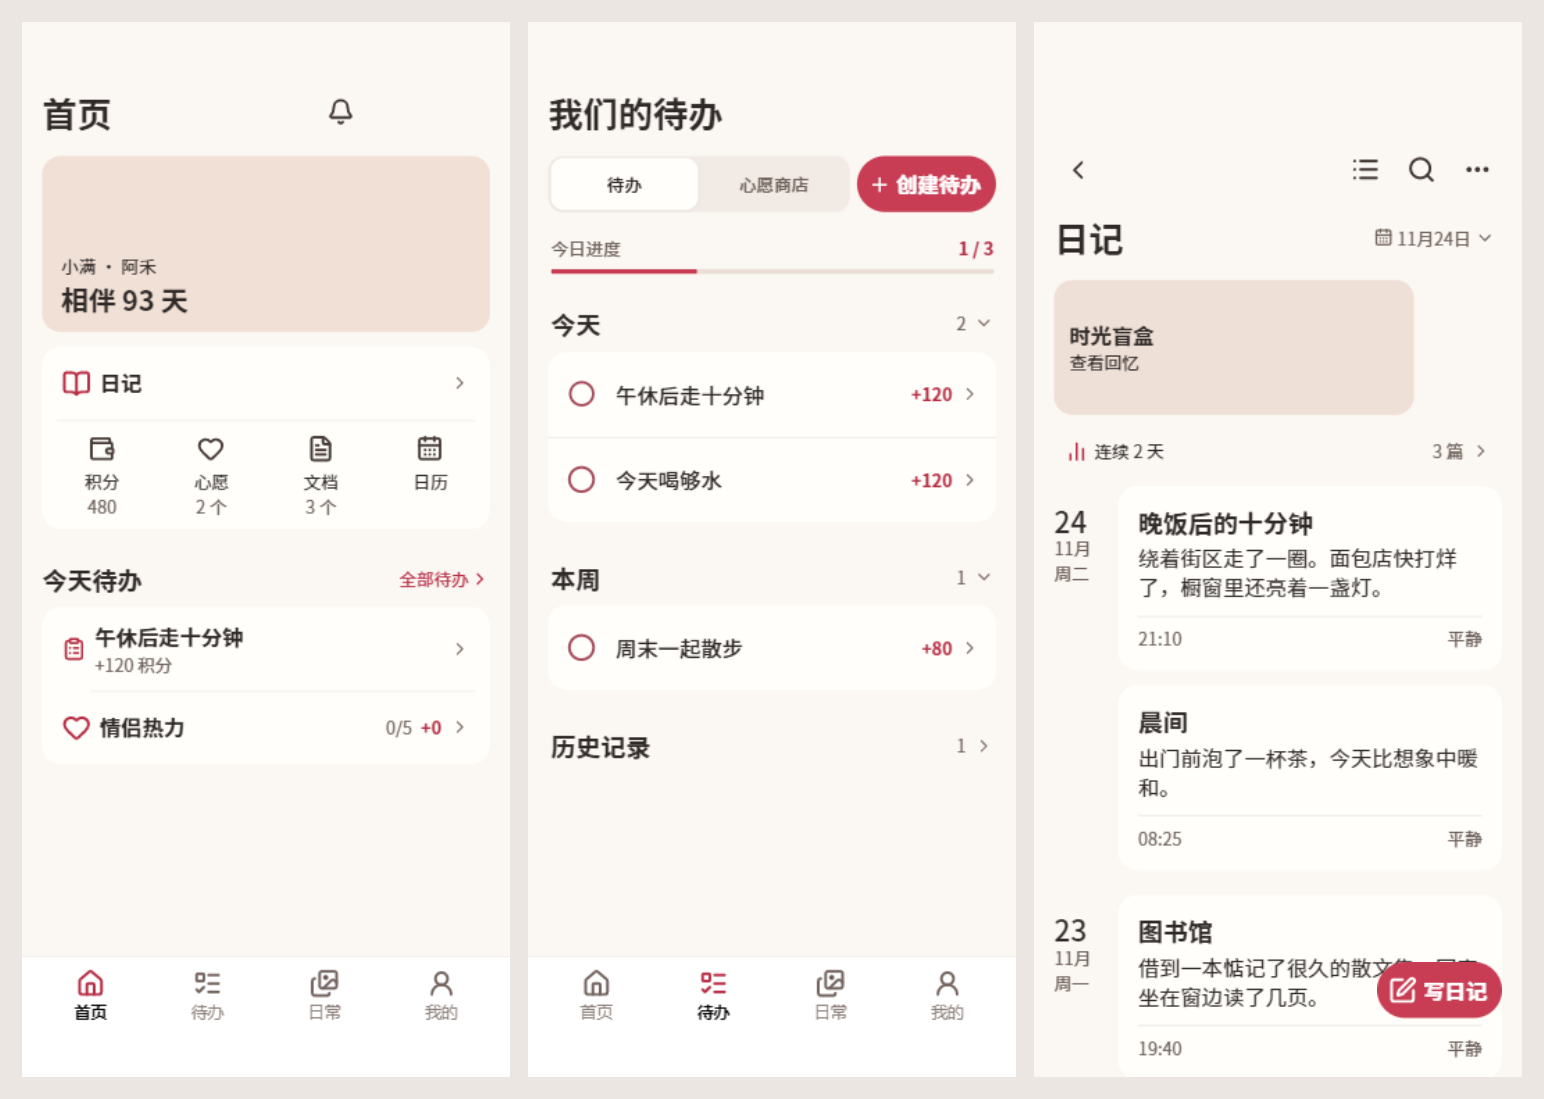 首页
小满 · 阿禾
相伴 93 天
日记
积分 心愿 文档 日历
480 2 个 3 个
今天待办 全部待办
午休后走十分钟
+120 积分
情侣热力 0/5 +0
首页 待办 日常 我的
我们的待办
待办 心愿商店 + 创建待办
今日进度 1 / 3
今天 2
午休后走十分钟 +120
今天喝够水 +120
本周 1
周末一起散步 +80
历史记录 1
首页 待办 日常 我的
日记 11月24日
时光盲盒
查看回忆
连续 2 天 3 篇
24
11月
周二
晚饭后的十分钟
绕着街区走了一圈。面包店快打烊
了，橱窗里还亮着一盏灯。
21:10 平静
晨间
出门前泡了一杯茶，今天比想象中暖
和。
08:25 平静
23
11月
周一
图书馆
借到一本惦记了很久的散文
坐在窗边读了几页。
写日记
19:40 平静